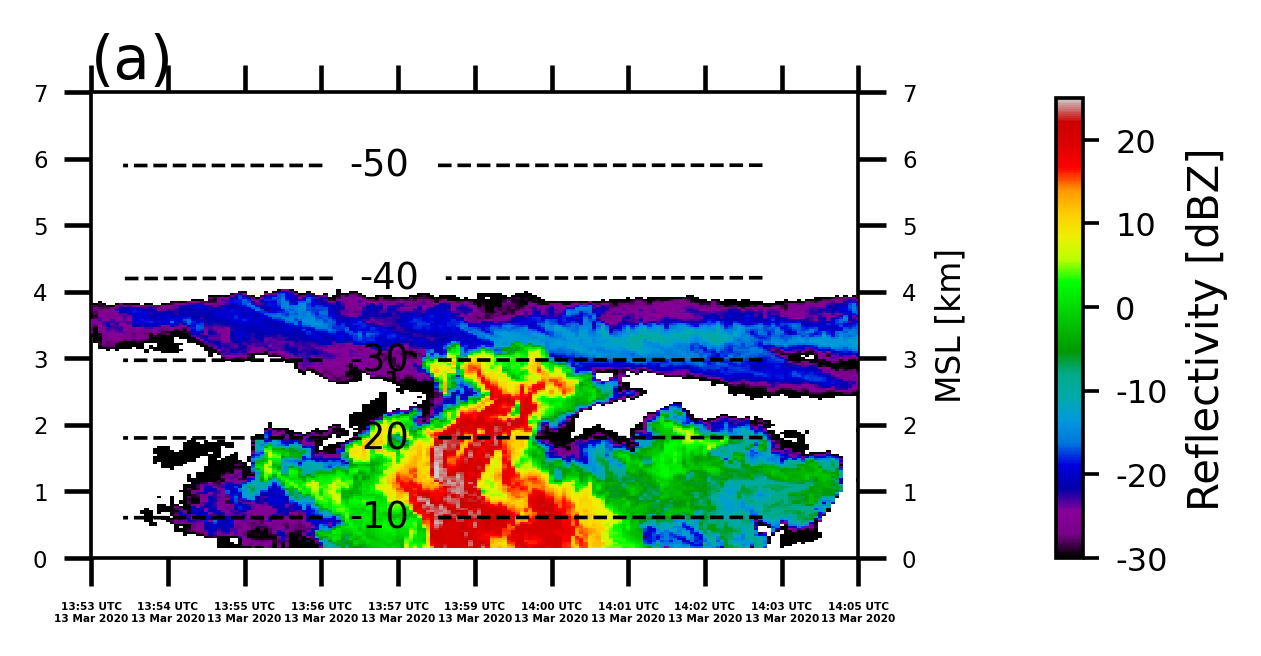 (a)
7 7
6 -50 6
5 5
-40
4 4
3 -30 3
2 -20 2
1 1
-10
0 0
MSL [km]
20
10
0
-10
-20
-30
Reflectivity [dBZ]
13:53 UTC 13:54 UTC 13:55 UTC 13:56 UTC 13:57 UTC 13:59 UTC 14:00 UTC 14:01 UTC 14:02 UTC 14:03 UTC 14:05 UTC
13 Mar 2020 13 Mar 2020 13 Mar 2020 13 Mar 2020 13 Mar 2020 13 Mar 2020 13 Mar 2020 13 Mar 2020 13 Mar 2020 13 Mar 2020 13 Mar 2020